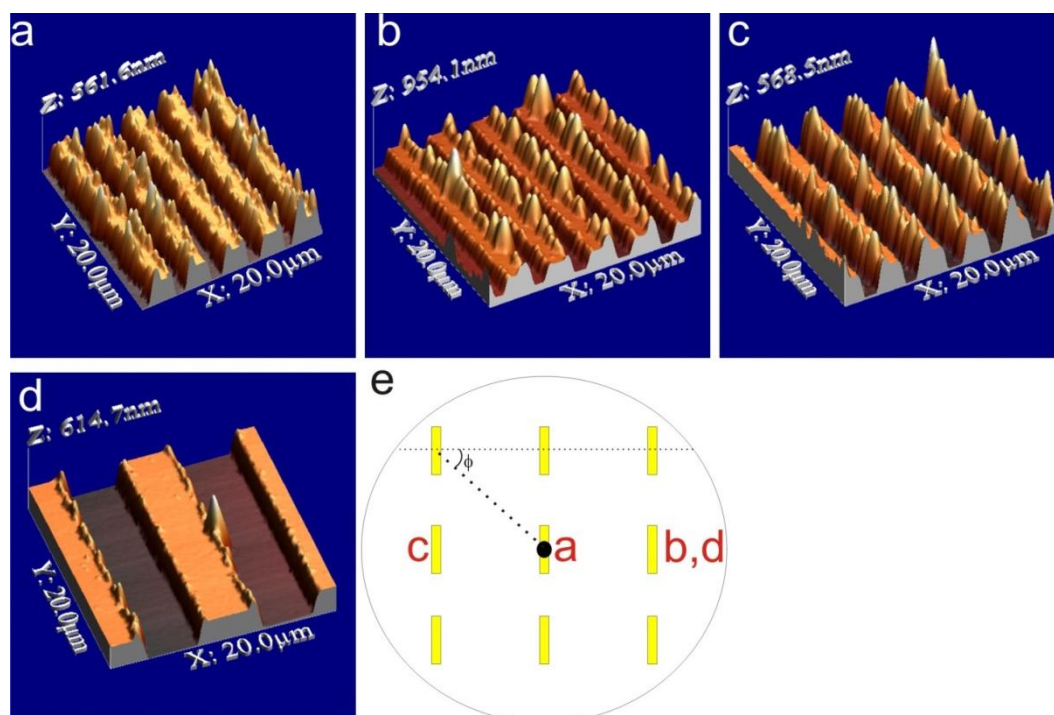 a
Z: 561.6nm
Y: 20.0µm
X: 20.0µm
b
Z: 954.1nm
Y: 20.0µm
X: 20.0µm
c
Z: 568.5nm
Y: 20.0µm
X: 20.0µm
d
Z: 614.7nm
Y: 20.0µm
X: 20.0µm
e
ϕ
c
a
b,d